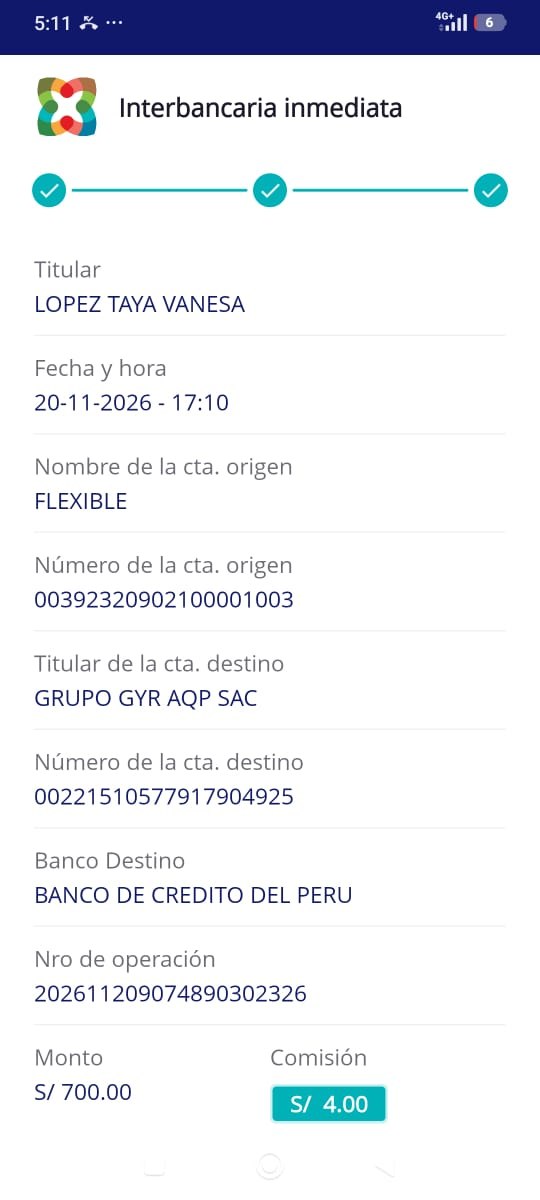 5:11 ...
4G+ 6
Interbancaria inmediata
Titular
LOPEZ TAYA VANESA
Fecha y hora
20-11-2026 - 17:10
Nombre de la cta. origen
FLEXIBLE
Número de la cta. origen
00392320902100001003
Titular de la cta. destino
GRUPO GYR AQP SAC
Número de la cta. destino
00221510577917904925
Banco Destino
BANCO DE CREDITO DEL PERU
Nro de operación
202611209074890302326
Monto Comisión
S/ 700.00 S/ 4.00